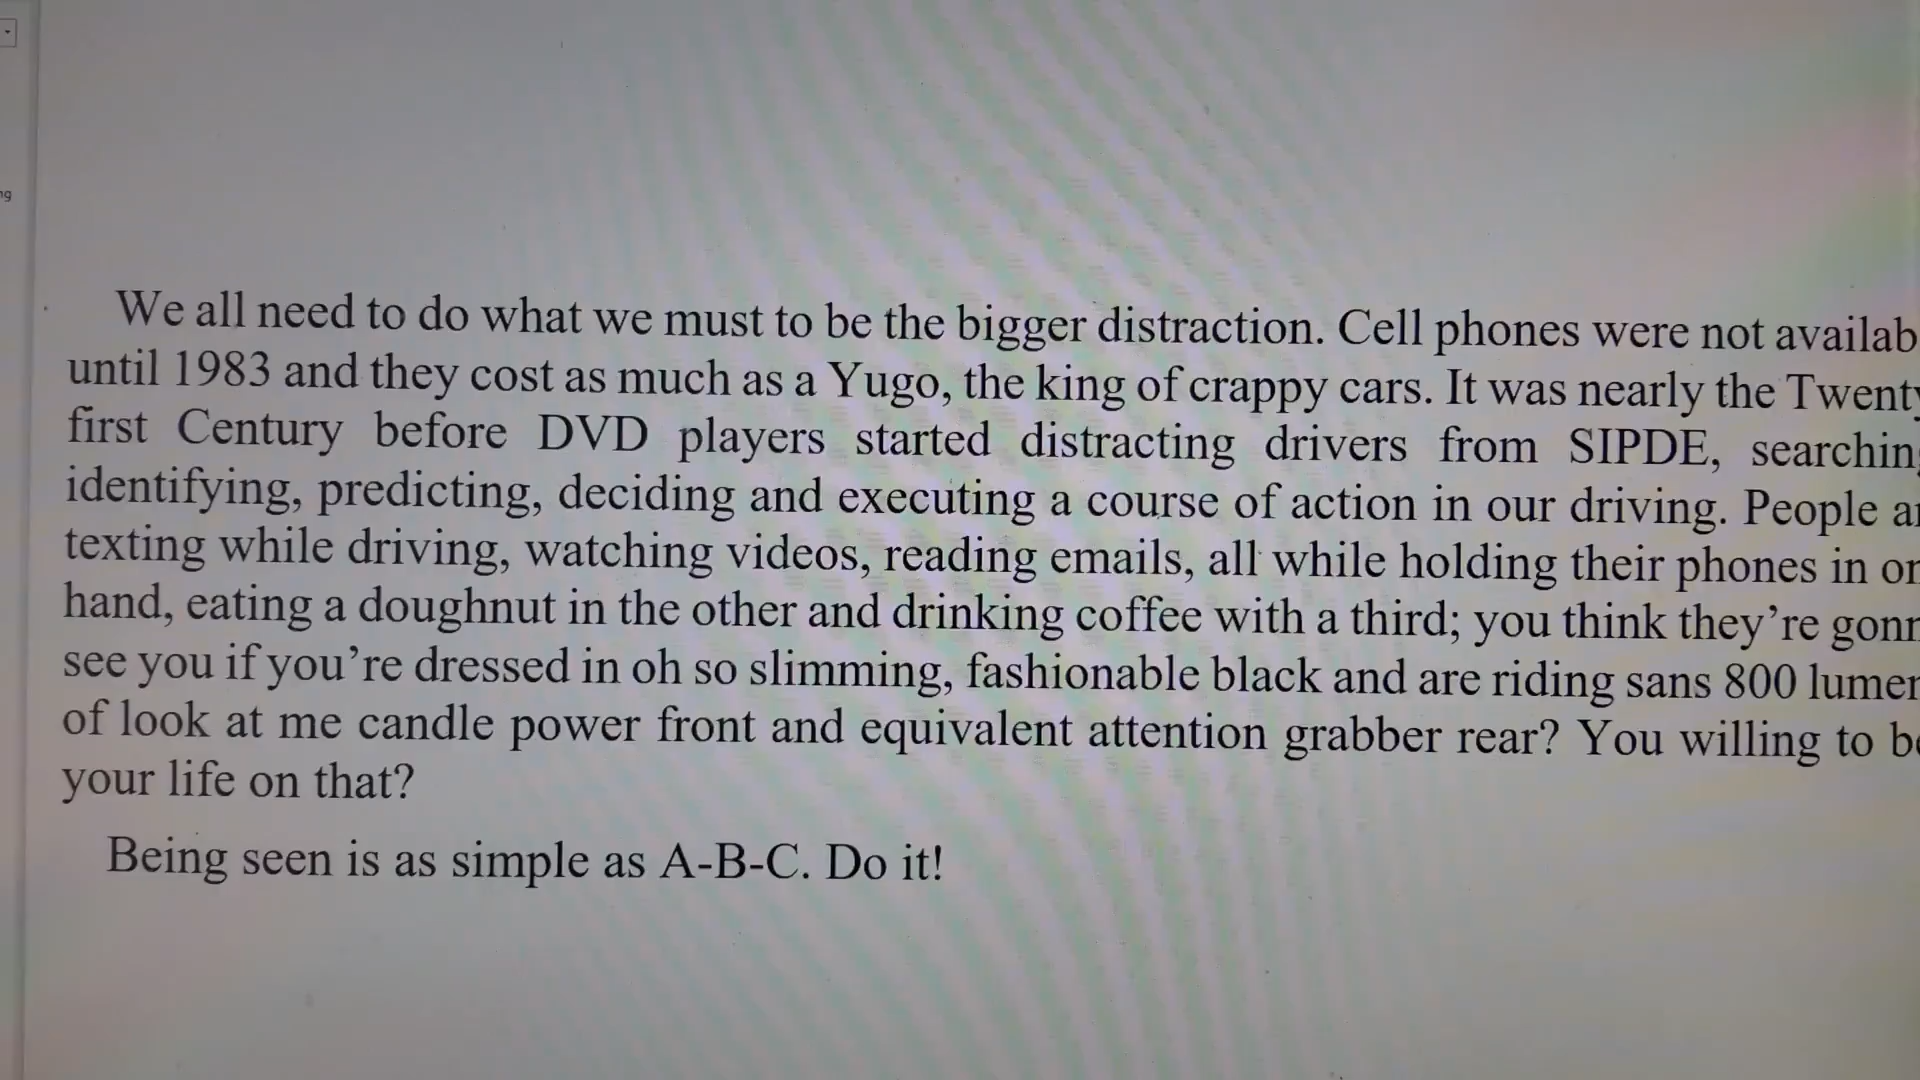 ng
We all need to do what we must to be the bigger distraction. Cell phones were not availab
until 1983 and they cost as much as a Yugo, the king of crappy cars. It was nearly the Twenty
first Century before DVD players started distracting drivers from SIPDE, searching
identifying, predicting, deciding and executing a course of action in our driving. People a
texting while driving, watching videos, reading emails, all while holding their phones in on
hand, eating a doughnut in the other and drinking coffee with a third; you think they’re gonn
see you if you’re dressed in oh so slimming, fashionable black and are riding sans 800 lumen
of look at me candle power front and equivalent attention grabber rear? You willing to be
your life on that?
Being seen is as simple as A-B-C. Do it!